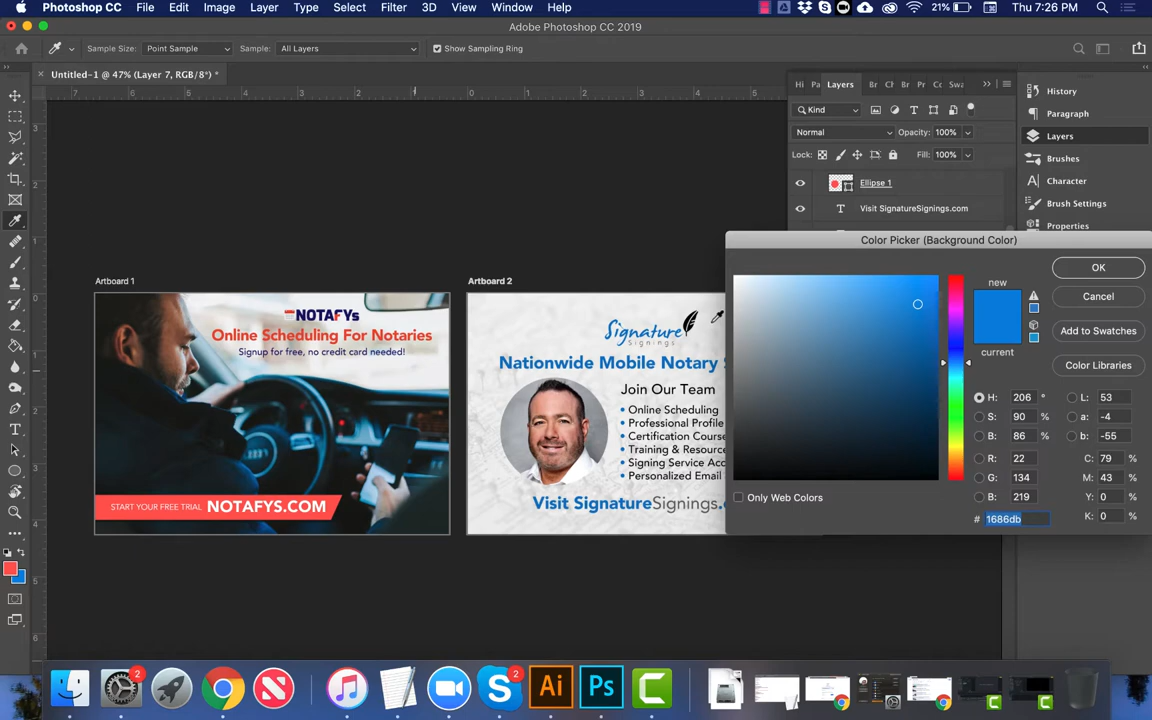 Photoshop CC File Edit Image Layer Type Select Filter 3D View Window Help 21% Thu 7:26 PM
Adobe Photoshop CC 2019
Sample Size: Point Sample Sample: All Layers Show Sampling Ring
Untitled-1 @ 47% (Layer 7, RGB/8*) *
Hi Pa Layers Br Cł Br Pr Cc Swa
History
Kind
Paragraph
Normal Opacity: 100%
Layers
Lock: Fill: 100%
Brushes
Ellipse 1
Character
Visit SignatureSignings.com
Brush Settings
Properties
Color Picker (Background Color)
OK
new
Cancel
Add to Swatches
current
Color Libraries
H: 206 ° L: 53
S: 90 % a: -4
B: 86 % b: -55
R: 22 C: 79 %
G: 134 M: 43 %
B: 219 Y: 0 %
Only Web Colors
# 1686db K: 0 %
Artboard 1
NOTAFYs
Online Scheduling For Notaries
Signup for free, no credit card needed!
START YOUR FREE TRIAL NOTAFYS.COM
Artboard 2
Signature
Signings
Nationwide Mobile Notary S
Join Our Team
• Online Scheduling
• Professional Profile
• Certification Course
• Training & Resource
• Signing Service Acc
• Personalized Email
Visit SignatureSignings.
2
2
Ai Ps